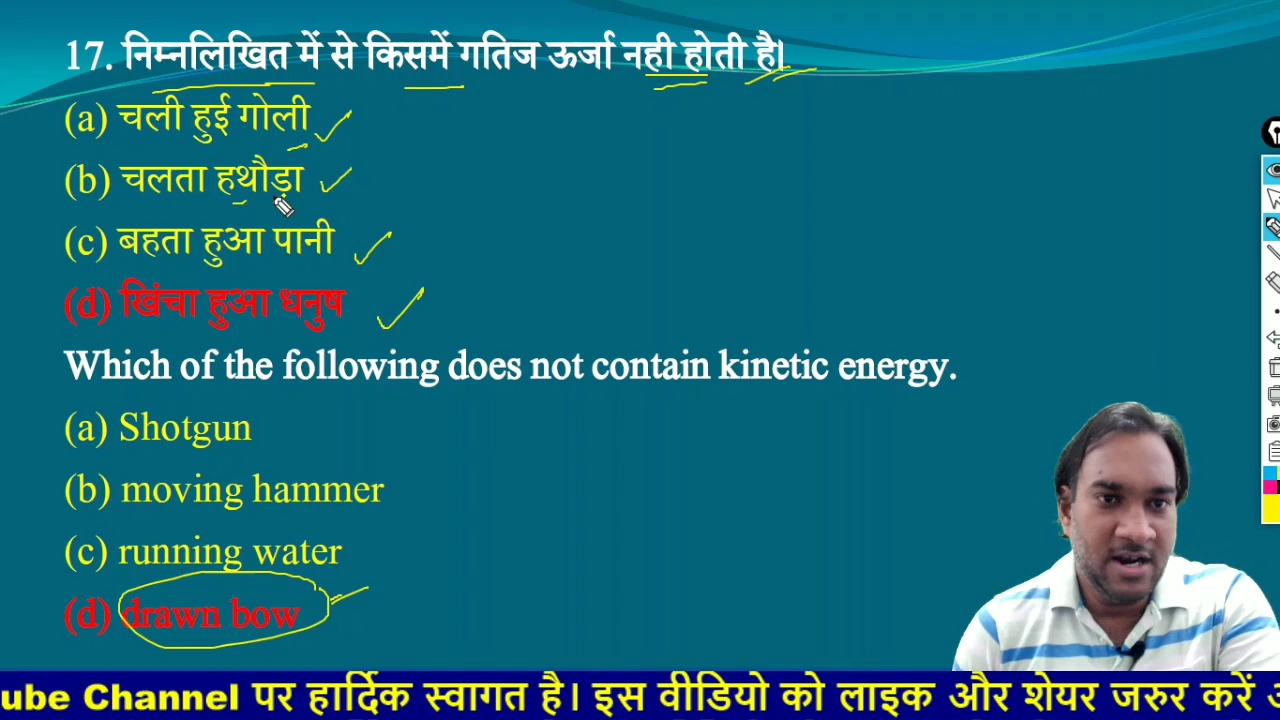 17. निम्नलिखित में से किसमें गतिज ऊर्जा नही होती है।
(a) चली हुई गोली
(b) चलता हथौड़ा
(c) बहता हुआ पानी
(d) खिंचा हुआ धनुष
Which of the following does not contain kinetic energy.
(a) Shotgun
(b) moving hammer
(c) running water
(d) drawn bow
ube Channel पर हार्दिक स्वागत है। इस वीडियो को लाइक और शेयर जरुर करें